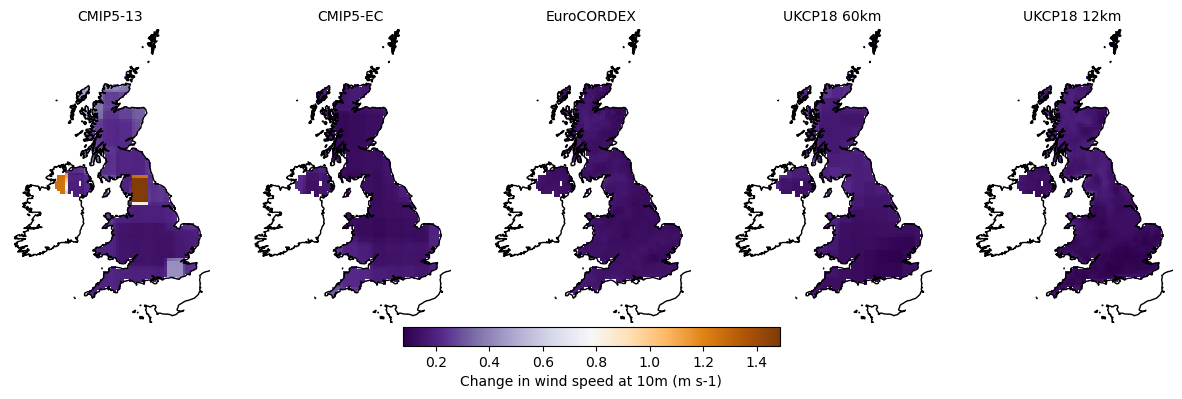 CMIP5-13
CMIP5-EC
EuroCORDEX
UKCP18 60km
UKCP18 12km
0.2 0.4 0.6 0.8 1.0 1.2 1.4
Change in wind speed at 10m (m s-1)